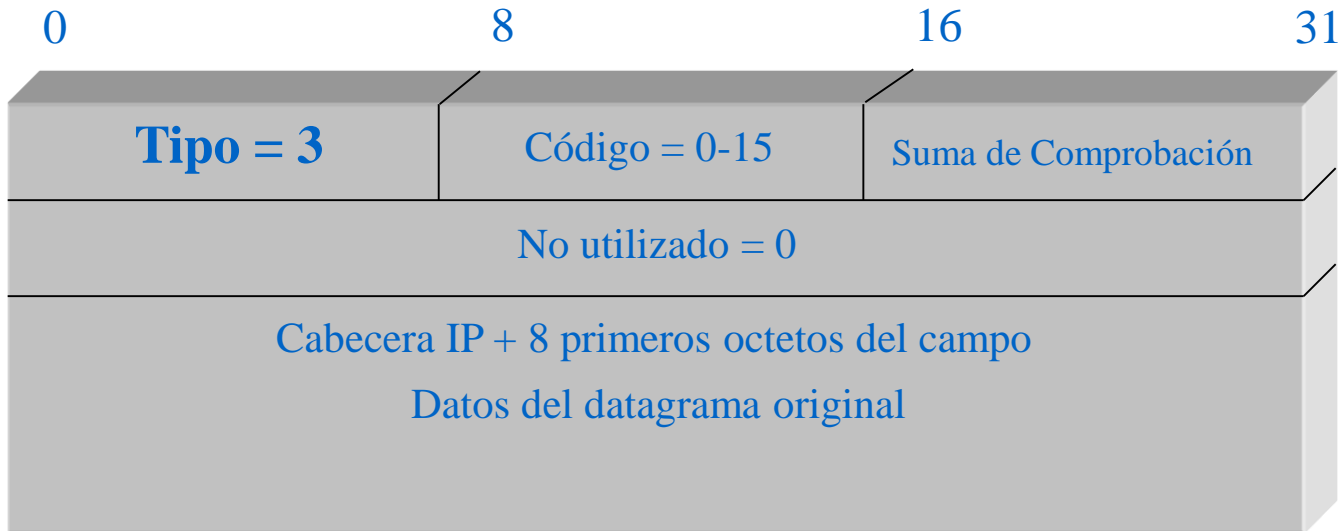 0 8 16 31
Tipo = 3 Código = 0-15 Suma de Comprobación
No utilizado = 0
Cabecera IP + 8 primeros octetos del campo
Datos del datagrama original